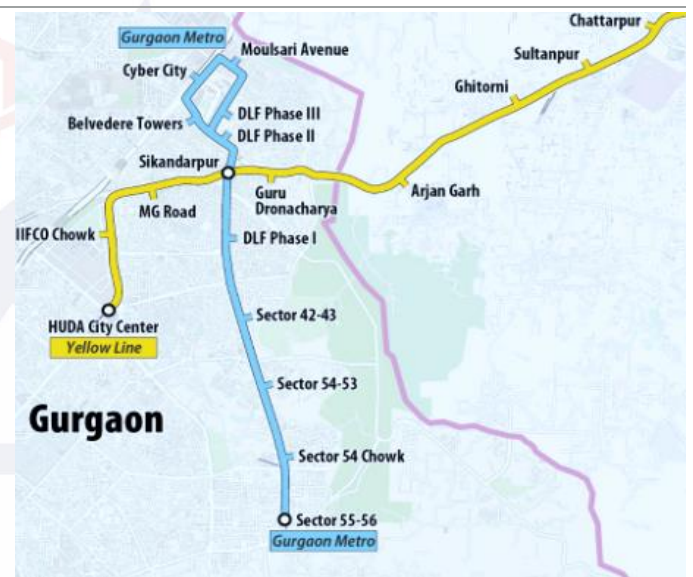 Chattarpur
Gurgaon Metro
Moulsari Avenue
Sultanpur
Cyber City
Ghitorni
DLF Phase III
Belvedere Towers
DLF Phase II
Sikandarpur
Guru
Dronacharya
Arjan Garh
MG Road
IIFCO Chowk
DLF Phase I
Sector 42-43
HUDA City Center
Yellow Line
Sector 54-53
Gurgaon
Sector 54 Chowk
Sector 55-56
Gurgaon Metro